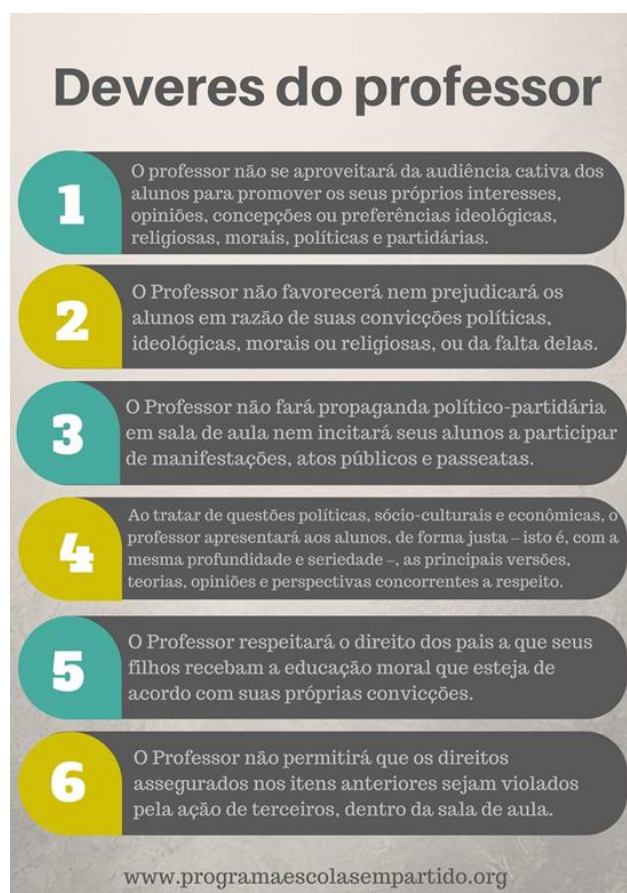 Deveres do professor
1
O professor não se aproveitará da audiência cativa dos
alunos para promover os seus próprios interesses,
opiniões, concepções ou preferências ideológicas,
religiosas, morais, políticas e partidárias.
2
O Professor não favorecerá nem prejudicará os
alunos em razão de suas convicções políticas,
ideológicas, morais ou religiosas, ou da falta delas.
3
O Professor não fará propaganda político-partidária
em sala de aula nem incitará seus alunos a participar
de manifestações, atos públicos e passeatas.
4
Ao tratar de questões políticas, sócio-culturais e econômicas, o
professor apresentará aos alunos, de forma justa – isto é, com a
mesma profundidade e seriedade –, as principais versões,
teorias, opiniões e perspectivas concorrentes a respeito.
5
O Professor respeitará o direito dos pais a que seus
filhos recebam a educação moral que esteja de
acordo com suas próprias convicções.
6
O Professor não permitirá que os direitos
assegurados nos itens anteriores sejam violados
pela ação de terceiros, dentro da sala de aula.
www.programaescolasempartido.org